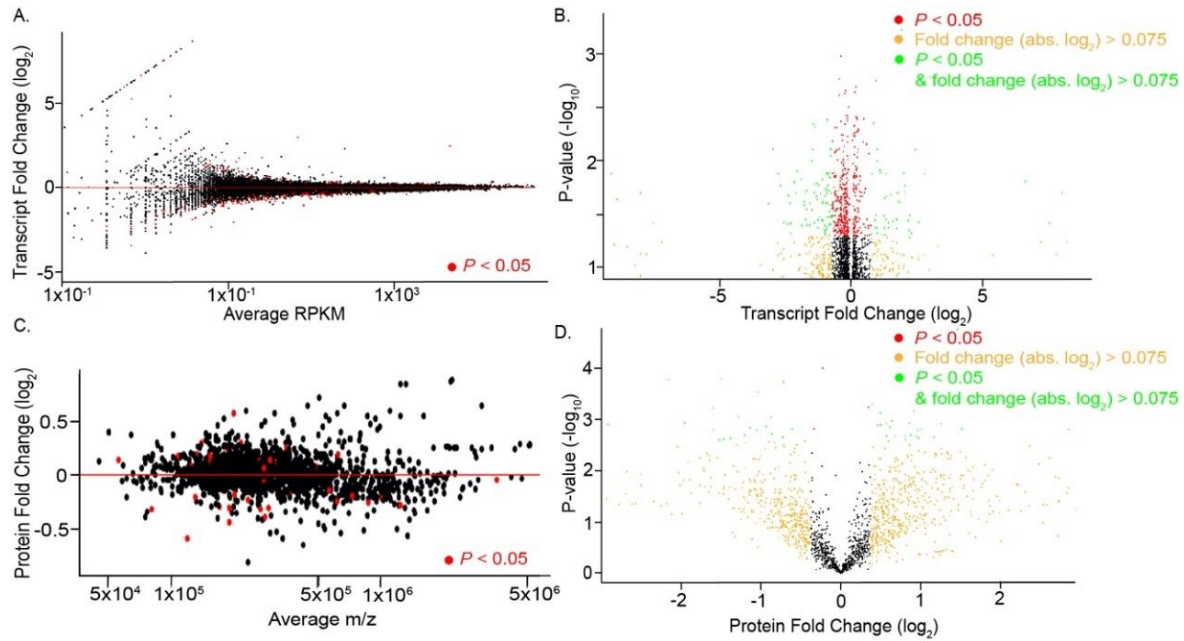 A.
Transcript Fold Change (log2)
5
0
-5
1x10-1
1x10-1
1x103
Average RPKM
P < 0.05
B.
P < 0.05
Fold change (abs. log2) > 0.075
P < 0.05
& fold change (abs. log2) > 0.075
P-value (-log10)
3
2
1
-5
0
5
Transcript Fold Change (log2)
C.
Protein Fold Change (log2)
0.5
0
-0.5
5x104
1x105
5x105
1x106
5x106
Average m/z
P < 0.05
D.
P < 0.05
Fold change (abs. log2) > 0.075
P < 0.05
& fold change (abs. log2) > 0.075
P-value (-log10)
4
3
2
1
0
-2
-1
0
1
2
Protein Fold Change (log2)